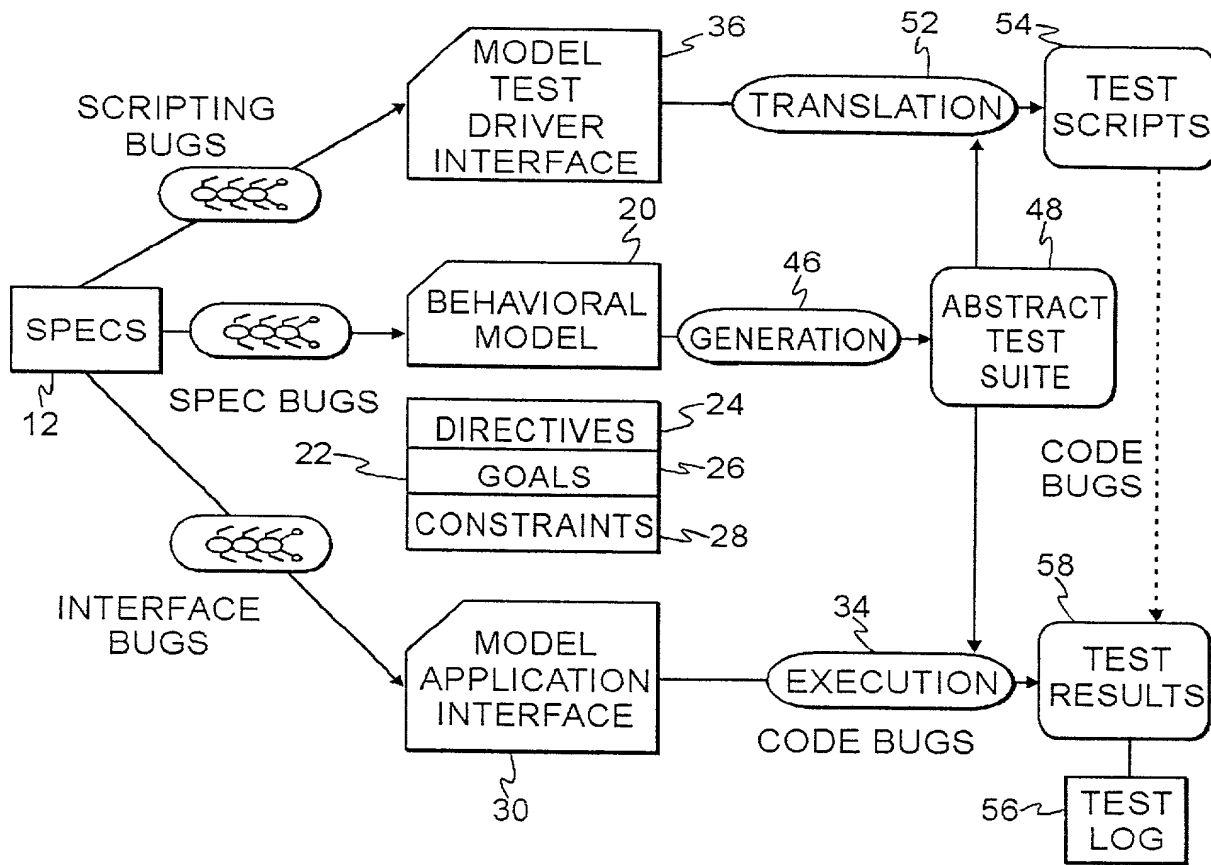 36
MODEL
TEST
DRIVER
INTERFACE
52
TRANSLATION
54
TEST
SCRIPTS
SCRIPTING
BUGS
20
BEHAVIORAL
MODEL
46
GENERATION
48
ABSTRACT
TEST
SUITE
SPECS
12
SPEC BUGS
22
DIRECTIVES
24
GOALS
26
CONSTRAINTS
28
CODE
BUGS
INTERFACE
BUGS
MODEL
APPLICATION
INTERFACE
30
34
EXECUTION
CODE BUGS
58
TEST
RESULTS
56
TEST
LOG